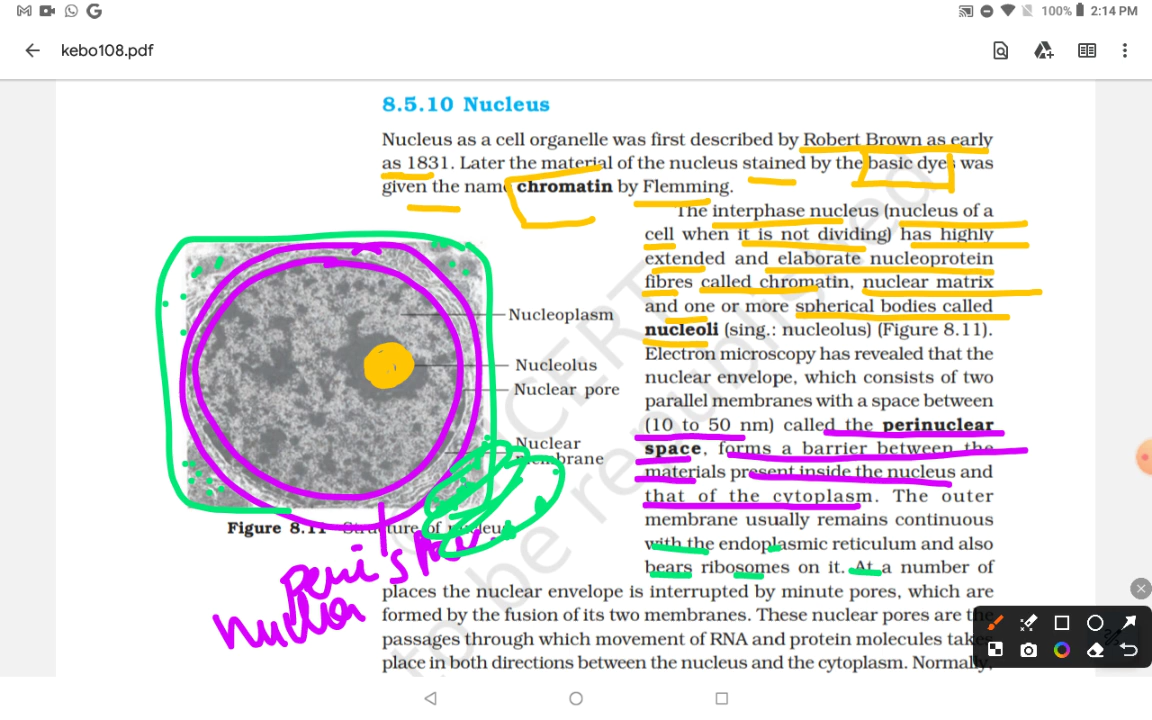 100% 2:14 PM
kebo108.pdf
8.5.10 Nucleus
Nucleus as a cell organelle was first described by Robert Brown as early
as 1831. Later the material of the nucleus stained by the basic dyes was
given the name chromatin by Flemming.
The interphase nucleus (nucleus of a
cell when it is not dividing) has highly
extended and elaborate nucleoprotein
fibres called chromatin, nuclear matrix
and one or more spherical bodies called
nucleoli (sing.: nucleolus) (Figure 8.11).
Electron microscopy has revealed that the
nuclear envelope, which consists of two
parallel membranes with a space between
(10 to 50 nm) called the perinuclear
space, forms a barrier between the
materials present inside the nucleus and
that of the cytoplasm. The outer
membrane usually remains continuous
with the endoplasmic reticulum and also
bears ribosomes on it. At a number of
places the nuclear envelope is interrupted by minute pores, which are
formed by the fusion of its two membranes. These nuclear pores are the
passages through which movement of RNA and protein molecules takes
place in both directions between the nucleus and the cytoplasm. Normally,
Nucleoplasm
Nucleolus
Nuclear pore
Nuclear
membrane
Figure 8.11 Structure of nucleus
peri
nuclear
NCERT
to be republished